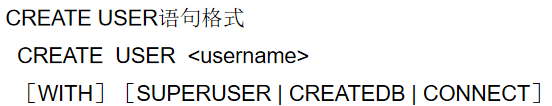 CREATE USER语句格式
CREATE USER <username>
［WITH］［SUPERUSER | CREATEDB | CONNECT］